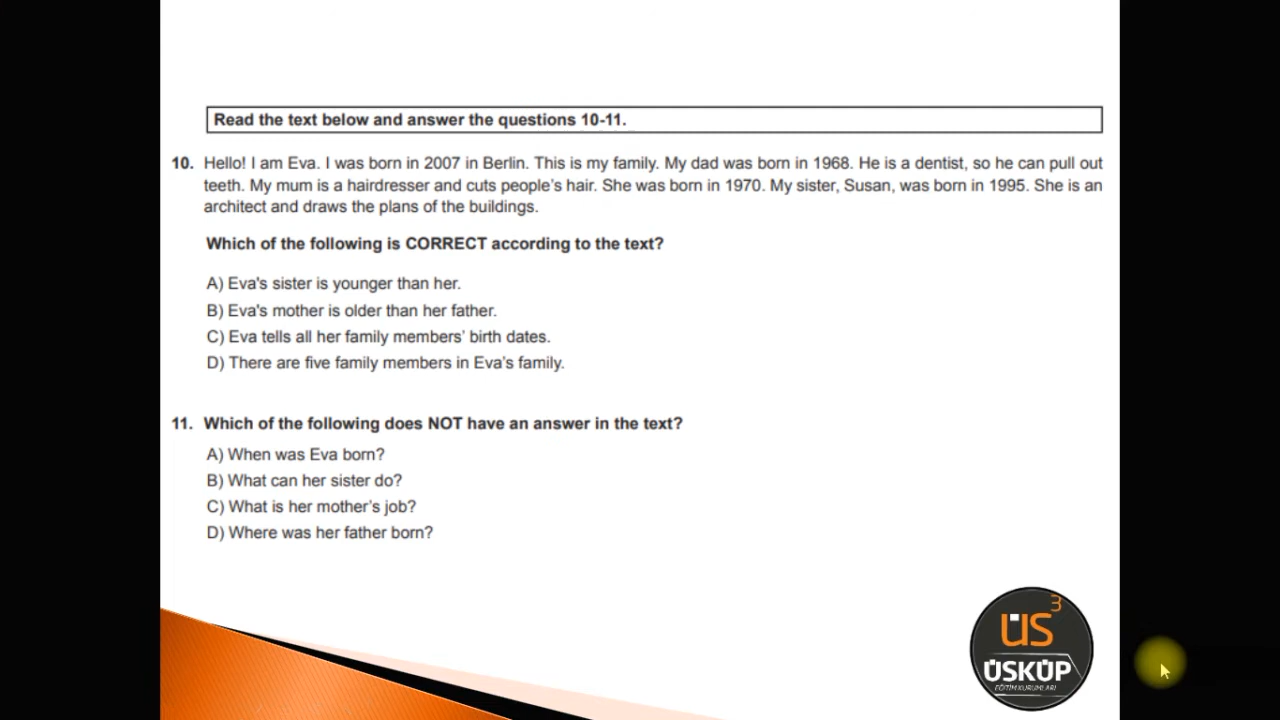 Read the text below and answer the questions 10-11.
10. Hello! I am Eva. I was born in 2007 in Berlin. This is my family. My dad was born in 1968. He is a dentist, so he can pull out
teeth. My mum is a hairdresser and cuts people's hair. She was born in 1970. My sister, Susan, was born in 1995. She is an
architect and draws the plans of the buildings.
Which of the following is CORRECT according to the text?
A) Eva's sister is younger than her.
B) Eva's mother is older than her father.
C) Eva tells all her family members' birth dates.
D) There are five family members in Eva's family.
11. Which of the following does NOT have an answer in the text?
A) When was Eva born?
B) What can her sister do?
C) What is her mother's job?
D) Where was her father born?
ÜS3
ÜSKÜP
EĞİTİM KURUMLARI